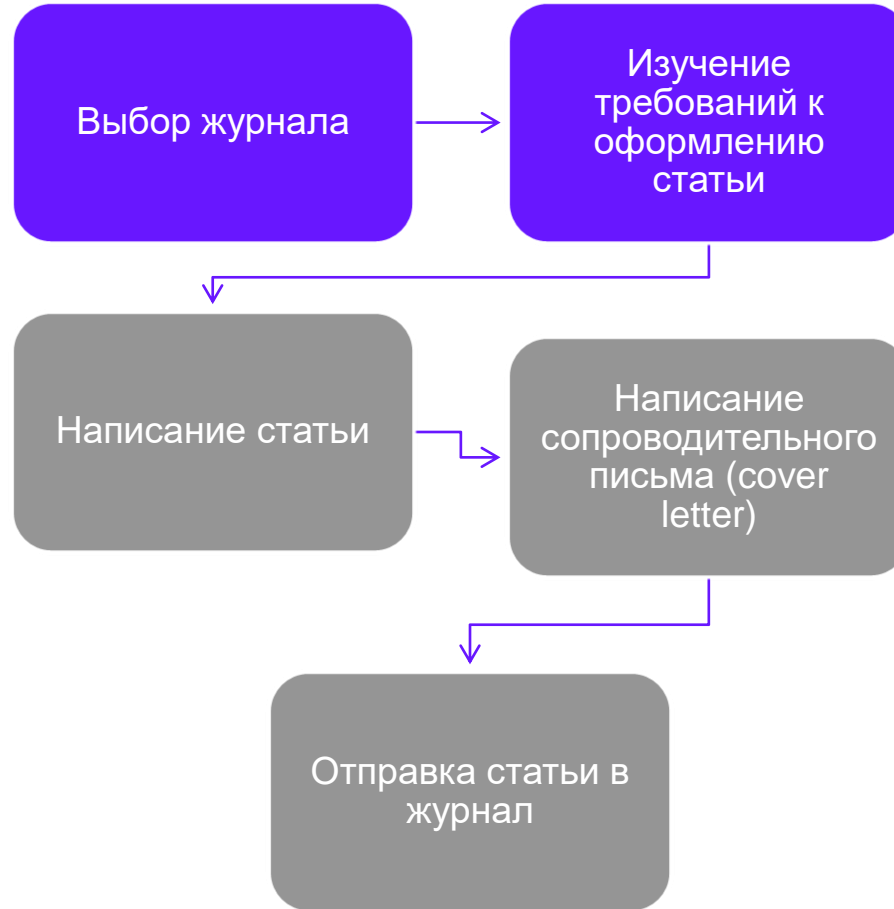 Выбор журнала
Изучение
требований к
оформлению
статьи
Написание статьи
Написание
сопроводительного
письма (cover
letter)
Отправка статьи в
журнал